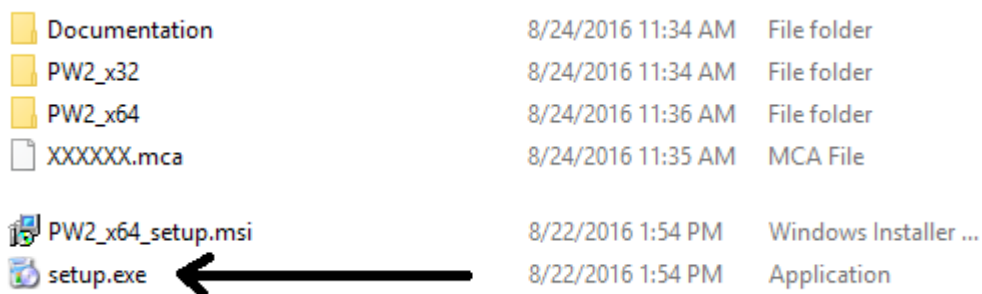 Documentation 8/24/2016 11:34 AM File folder
PW2_x32 8/24/2016 11:34 AM File folder
PW2_x64 8/24/2016 11:36 AM File folder
XXXXXX.mca 8/24/2016 11:35 AM MCA File
PW2_x64_setup.msi 8/22/2016 1:54 PM Windows Installer ...
setup.exe 8/22/2016 1:54 PM Application